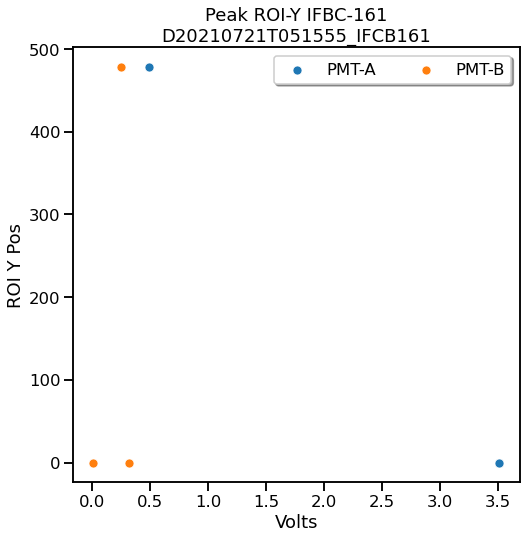 Peak ROI-Y IFBC-161
D20210721T051555_IFCB161
PMT-A PMT-B
ROI Y Pos
500
400
300
200
100
0
0.0 0.5 1.0 1.5 2.0 2.5 3.0 3.5
Volts